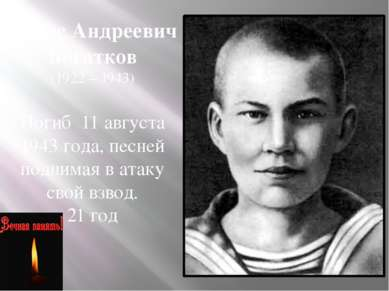 Андреевич
(1922 – 1943)
Погиб 11 августа
1943 года, песней
поднимая в атаку
свой взвод.
21 год
Вечная память!